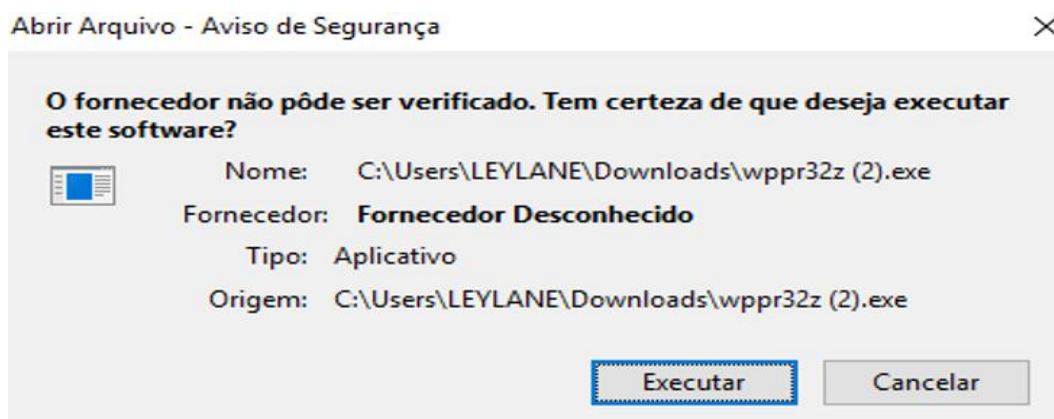 Abrir Arquivo - Aviso de Segurança
O fornecedor não pôde ser verificado. Tem certeza de que deseja executar
este software?
Nome: C:\Users\LEYLANE\Downloads\wppr32z (2).exe
Fornecedor: Fornecedor Desconhecido
Tipo: Aplicativo
Origem: C:\Users\LEYLANE\Downloads\wppr32z (2).exe
Executar Cancelar